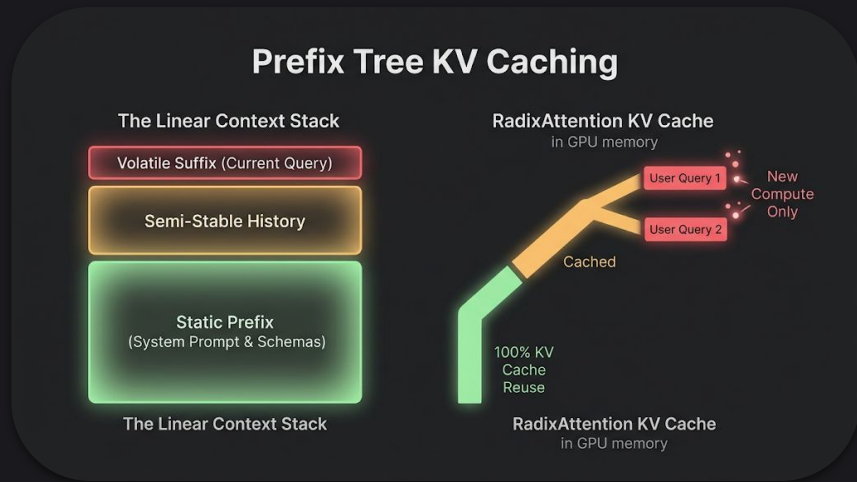 Prefix Tree KV Caching
The Linear Context Stack
Volatile Suffix (Current Query)
Semi-Stable History
Static Prefix
(System Prompt & Schemas)
The Linear Context Stack
RadixAttention KV Cache
in GPU memory
User Query 1
User Query 2
New
Compute
Only
Cached
100% KV
Cache
Reuse
RadixAttention KV Cache
in GPU memory